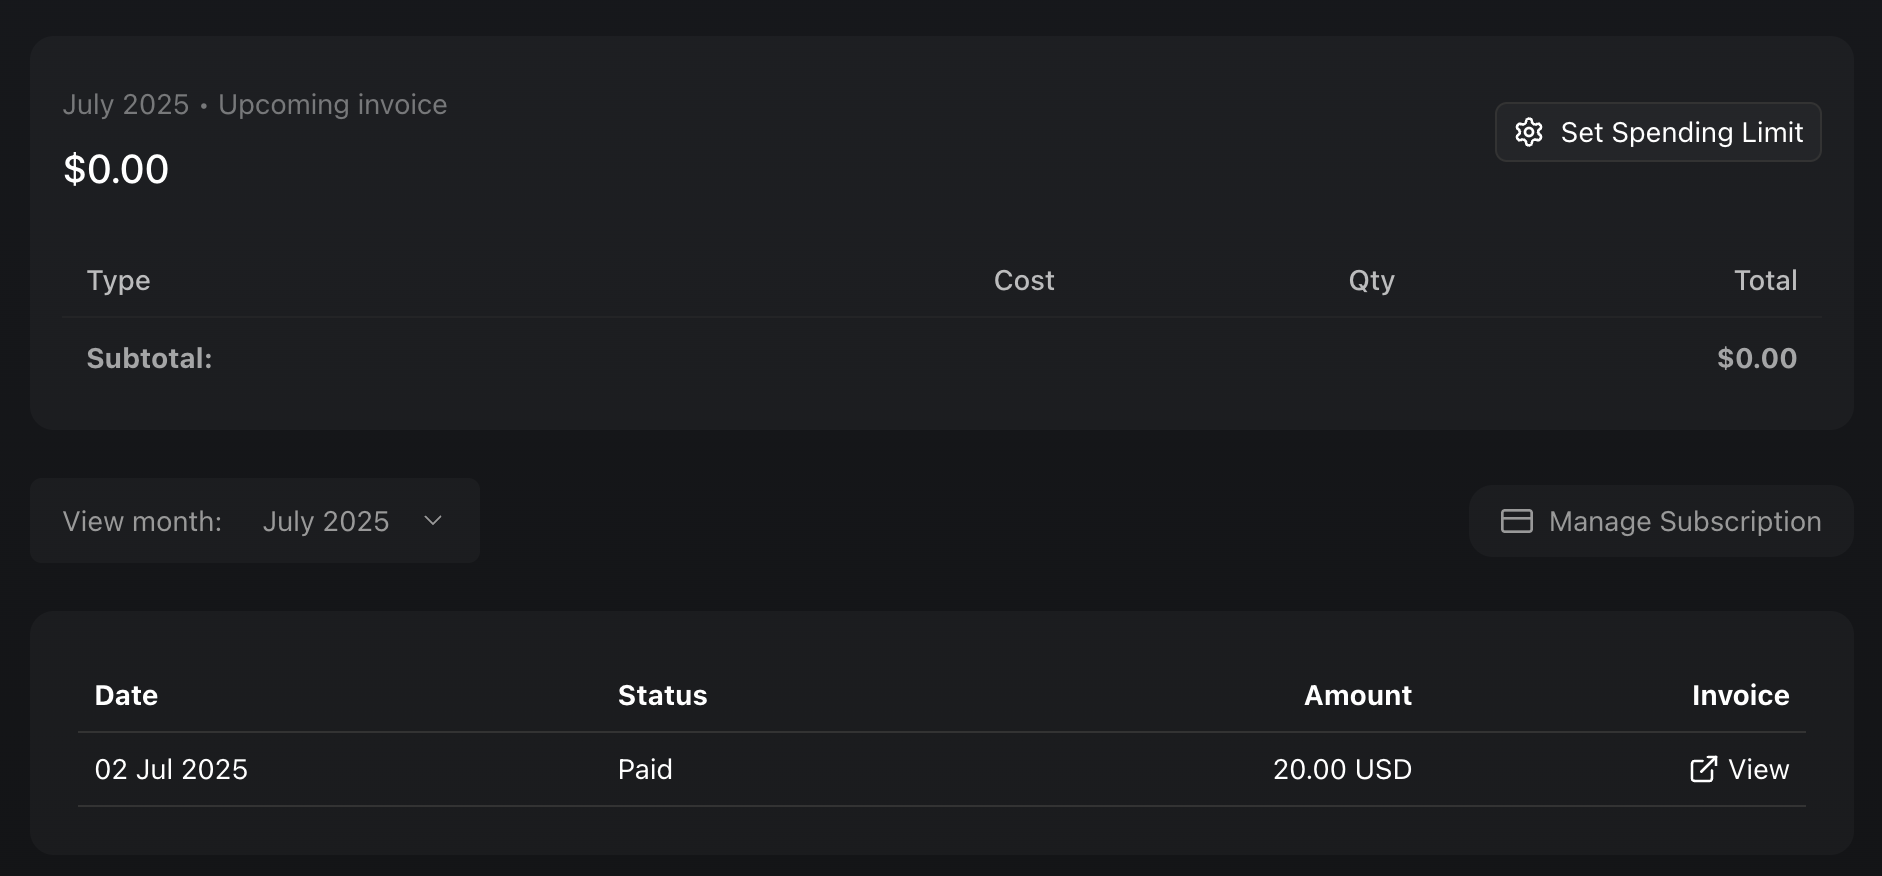 July 2025 • Upcoming invoice
Set Spending Limit
$0.00
Type Cost Qty Total
Subtotal: $0.00
View month: July 2025
Manage Subscription
Date Status Amount Invoice
02 Jul 2025 Paid 20.00 USD View